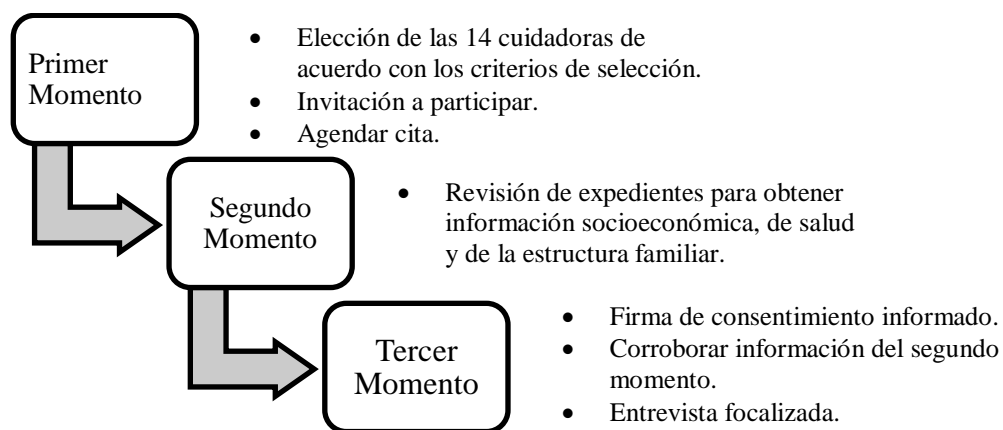 Primer
Momento
• Elección de las 14 cuidadoras de
acuerdo con los criterios de selección.
• Invitación a participar.
• Agendar cita.
Segundo
Momento
• Revisión de expedientes para obtener
información socioeconómica, de salud
y de la estructura familiar.
Tercer
Momento
• Firma de consentimiento informado.
• Corroborar información del segundo
momento.
• Entrevista focalizada.